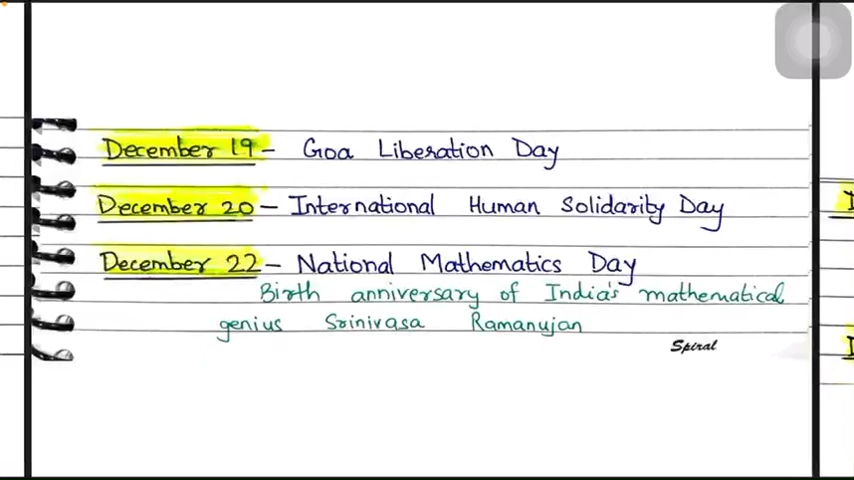 December 19 - Goa Liberation Day
December 20 - International Human Solidarity Day
December 22 - National Mathematics Day
Birth anniversary of India's mathematical
genius Srinivasa Ramanujan
Spiral